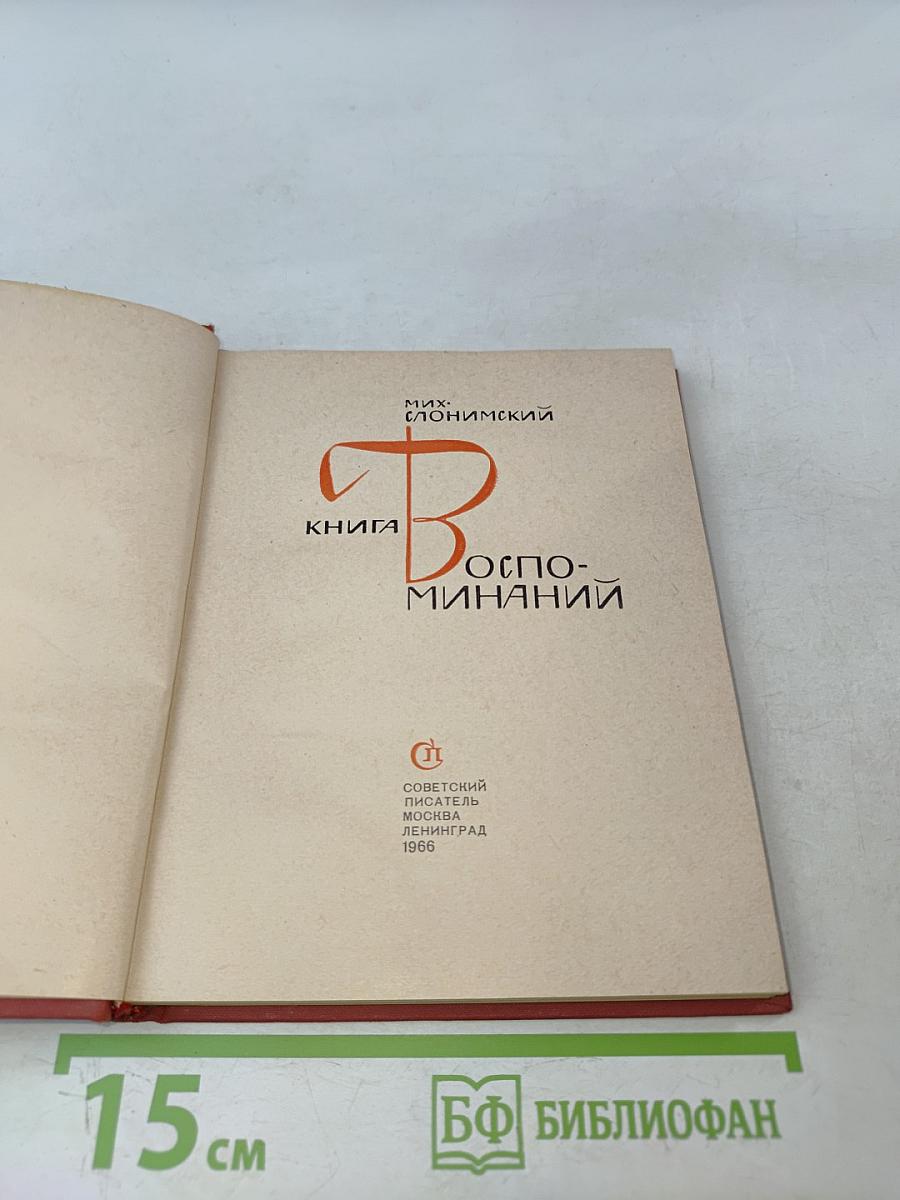 МИХ.
СЛОНИМСКИЙ
КНИГА
ВОСПО-
МИНАНИЙ
СП
СОВЕТСКИЙ
ПИСАТЕЛЬ
МОСКВА
ЛЕНИНГРАД
1966
15 см
БФ БИБЛИОФАН